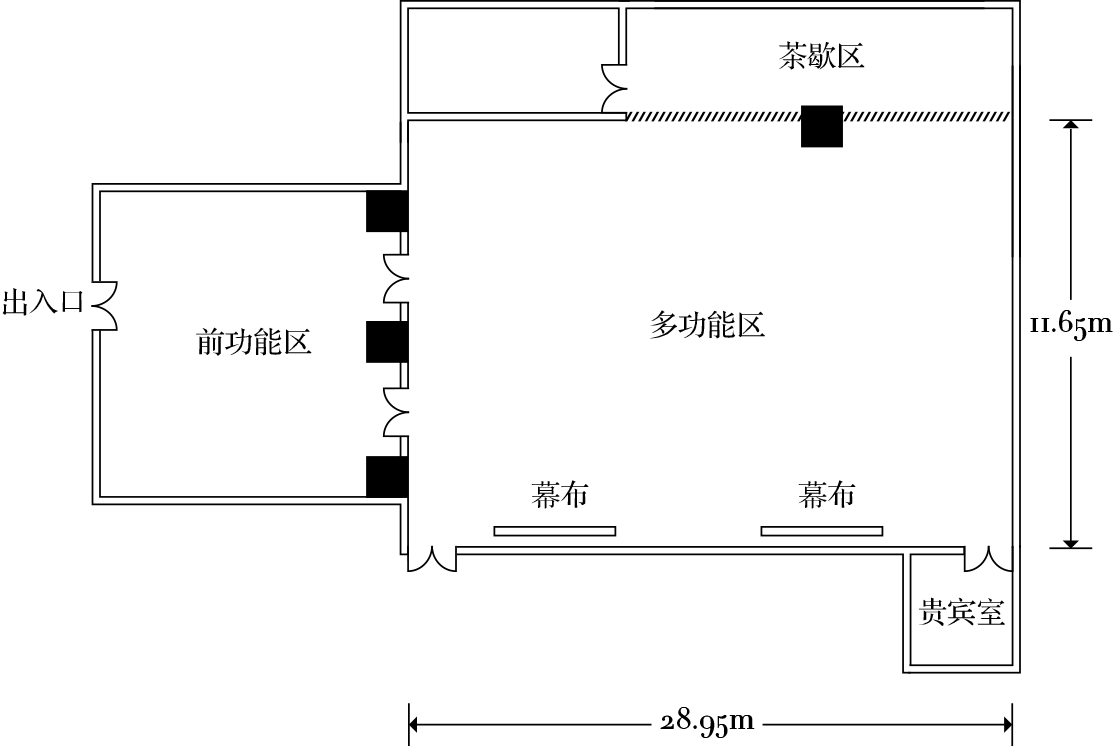 茶歇区
出入口
前功能区
多功能区
11.65m
幕布
幕布
贵宾室
28.95m